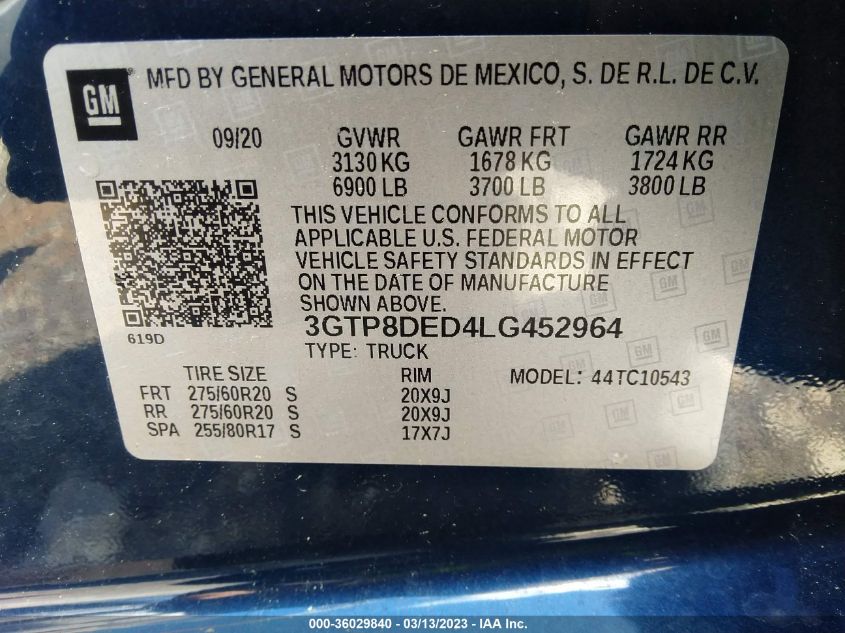 GM
MFD BY GENERAL MOTORS DE MEXICO, S. DE R.L. DE C.V.
09/20 GVWR GAWR FRT GAWR RR
3130 KG 1678 KG 1724 KG
6900 LB 3700 LB 3800 LB
THIS VEHICLE CONFORMS TO ALL
APPLICABLE U.S. FEDERAL MOTOR
VEHICLE SAFETY STANDARDS IN EFFECT
ON THE DATE OF MANUFACTURE
SHOWN ABOVE.
619D
3GTP8DED4LG452964
TYPE: TRUCK
TIRE SIZE RIM MODEL: 44TC10543
FRT 275/60R20 S 20X9J
RR 275/60R20 S 20X9J
SPA 255/80R17 S 17X7J
000-36029840 - 03/13/2023 - IAA Inc.